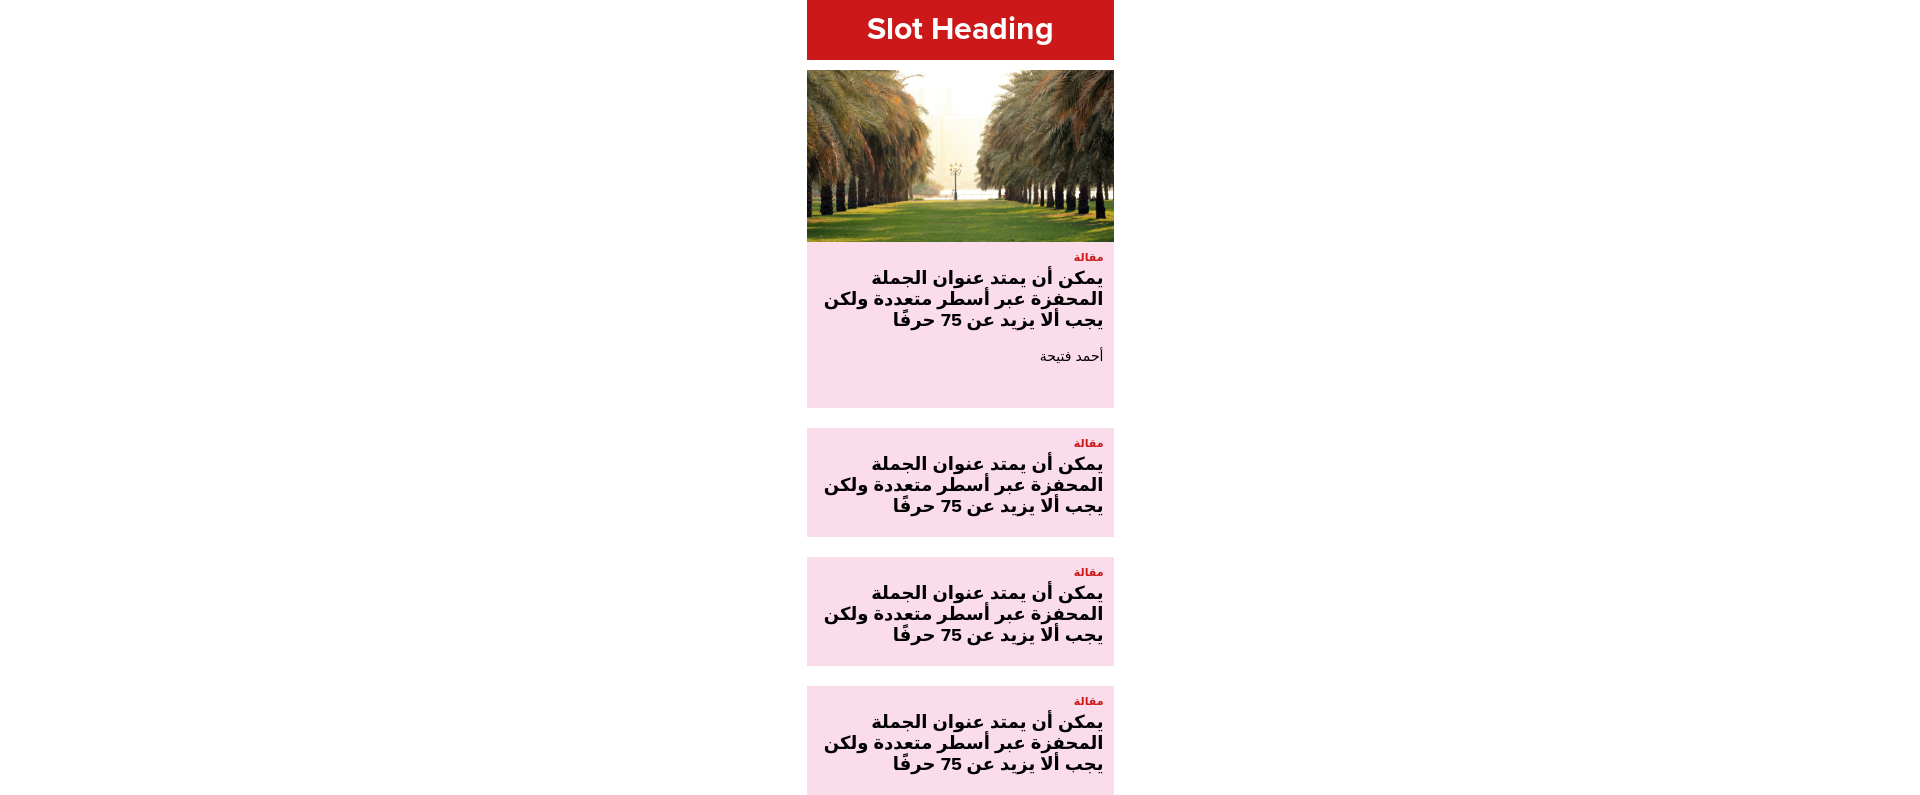 Slot Heading
مقالة
يمكن أن يمتد عنوان الجملة
المحفزة عبر أسطر متعددة ولكن
يجب ألا يزيد عن 75 حرفًا
أحمد فتيحة
مقالة
يمكن أن يمتد عنوان الجملة
المحفزة عبر أسطر متعددة ولكن
يجب ألا يزيد عن 75 حرفًا
مقالة
يمكن أن يمتد عنوان الجملة
المحفزة عبر أسطر متعددة ولكن
يجب ألا يزيد عن 75 حرفًا
مقالة
يمكن أن يمتد عنوان الجملة
المحفزة عبر أسطر متعددة ولكن
يجب ألا يزيد عن 75 حرفًا